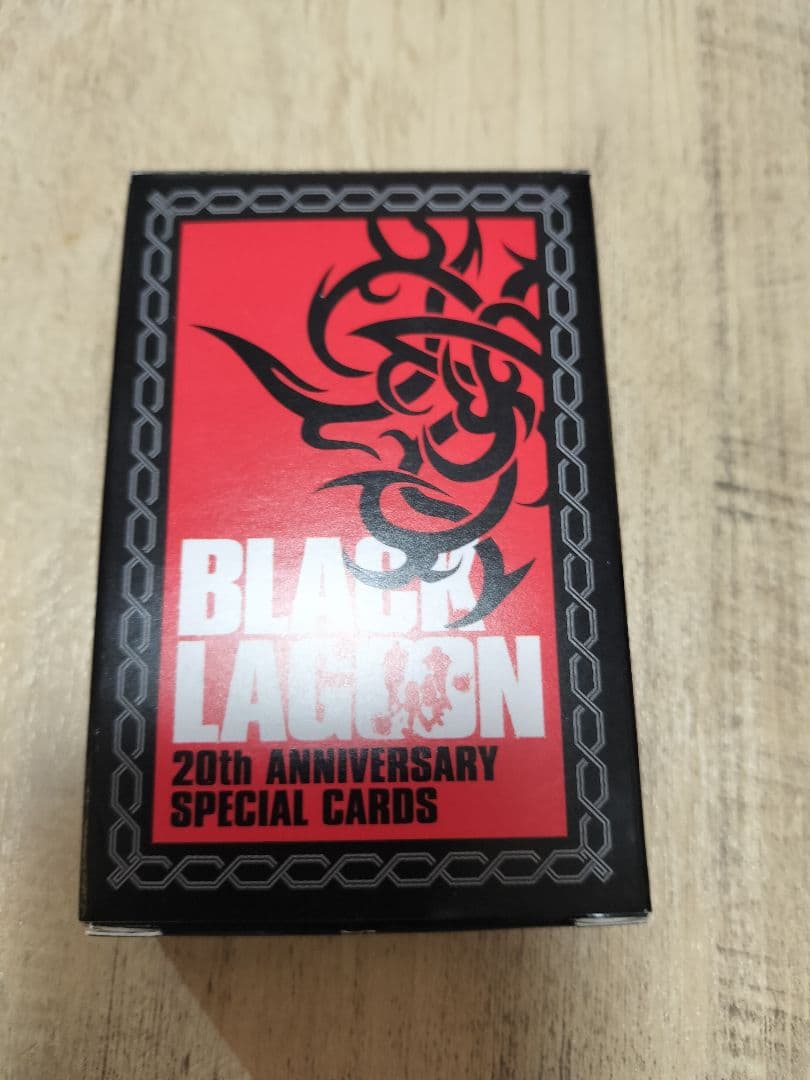 BLACK
LAGOON
20th ANNIVERSARY
SPECIAL CARDS